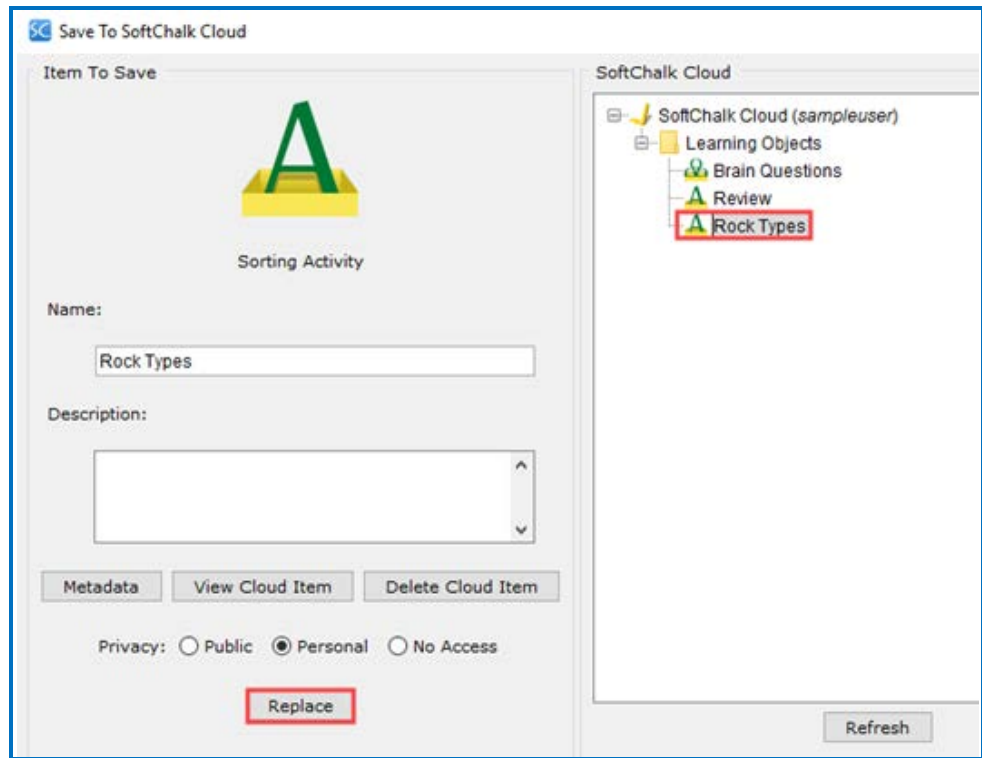 SC Save To SoftChalk Cloud
Item To Save
A
Sorting Activity
Name:
Rock Types
Description:
Metadata View Cloud Item Delete Cloud Item
Privacy: Public Personal No Access
Replace
SoftChalk Cloud
SoftChalk Cloud (sampleuser)
Learning Objects
Brain Questions
A Review
A Rock Types
Refresh